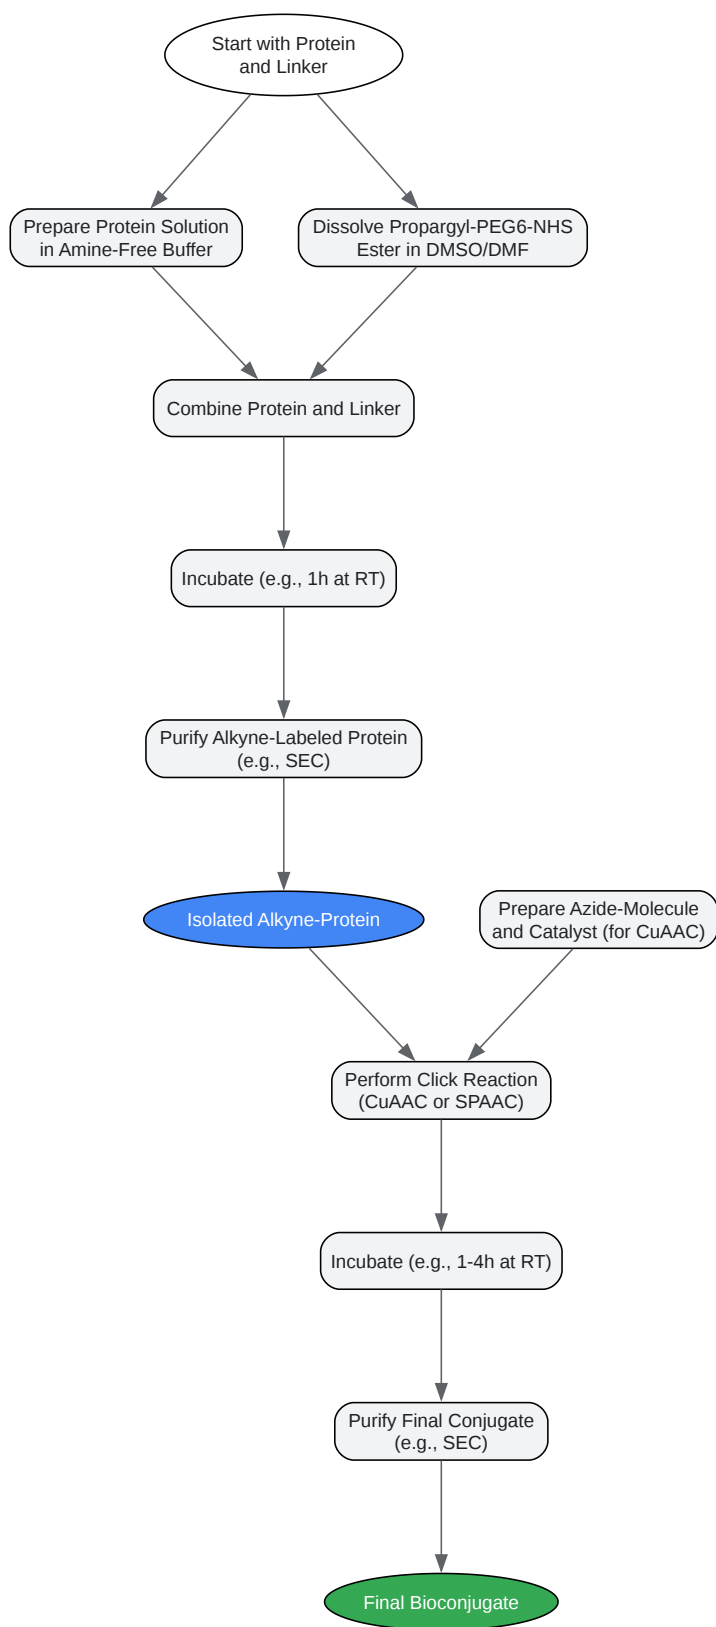 Start with Protein
and Linker
Prepare Protein Solution
in Amine-Free Buffer
Dissolve Propargyl-PEG6-NHS
Ester in DMSO/DMF
Combine Protein and Linker
Incubate (e.g., 1h at RT)
Purify Alkyne-Labeled Protein
(e.g., SEC)
Isolated Alkyne-Protein
Prepare Azide-Molecule
and Catalyst (for CuAAC)
Perform Click Reaction
(CuAAC or SPAAC)
Incubate (e.g., 1-4h at RT)
Purify Final Conjugate
(e.g., SEC)
Final Bioconjugate